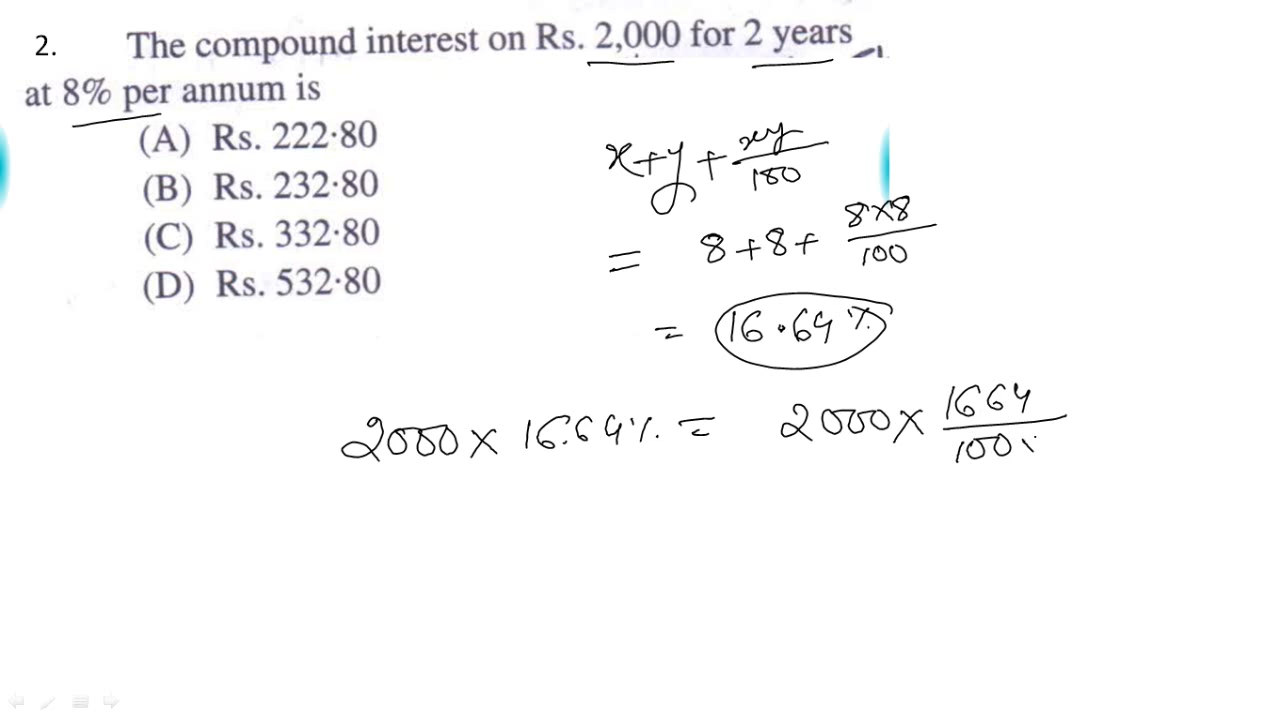 2. The compound interest on Rs. 2,000 for 2 years
at 8% per annum is
(A) Rs. 222·80
(B) Rs. 232·80
(C) Rs. 332·80
(D) Rs. 532·80
x+y+xy/100
= 8+8+8×8/100
= 16.64%
2000 × 16.64% = 2000 × 1664/100